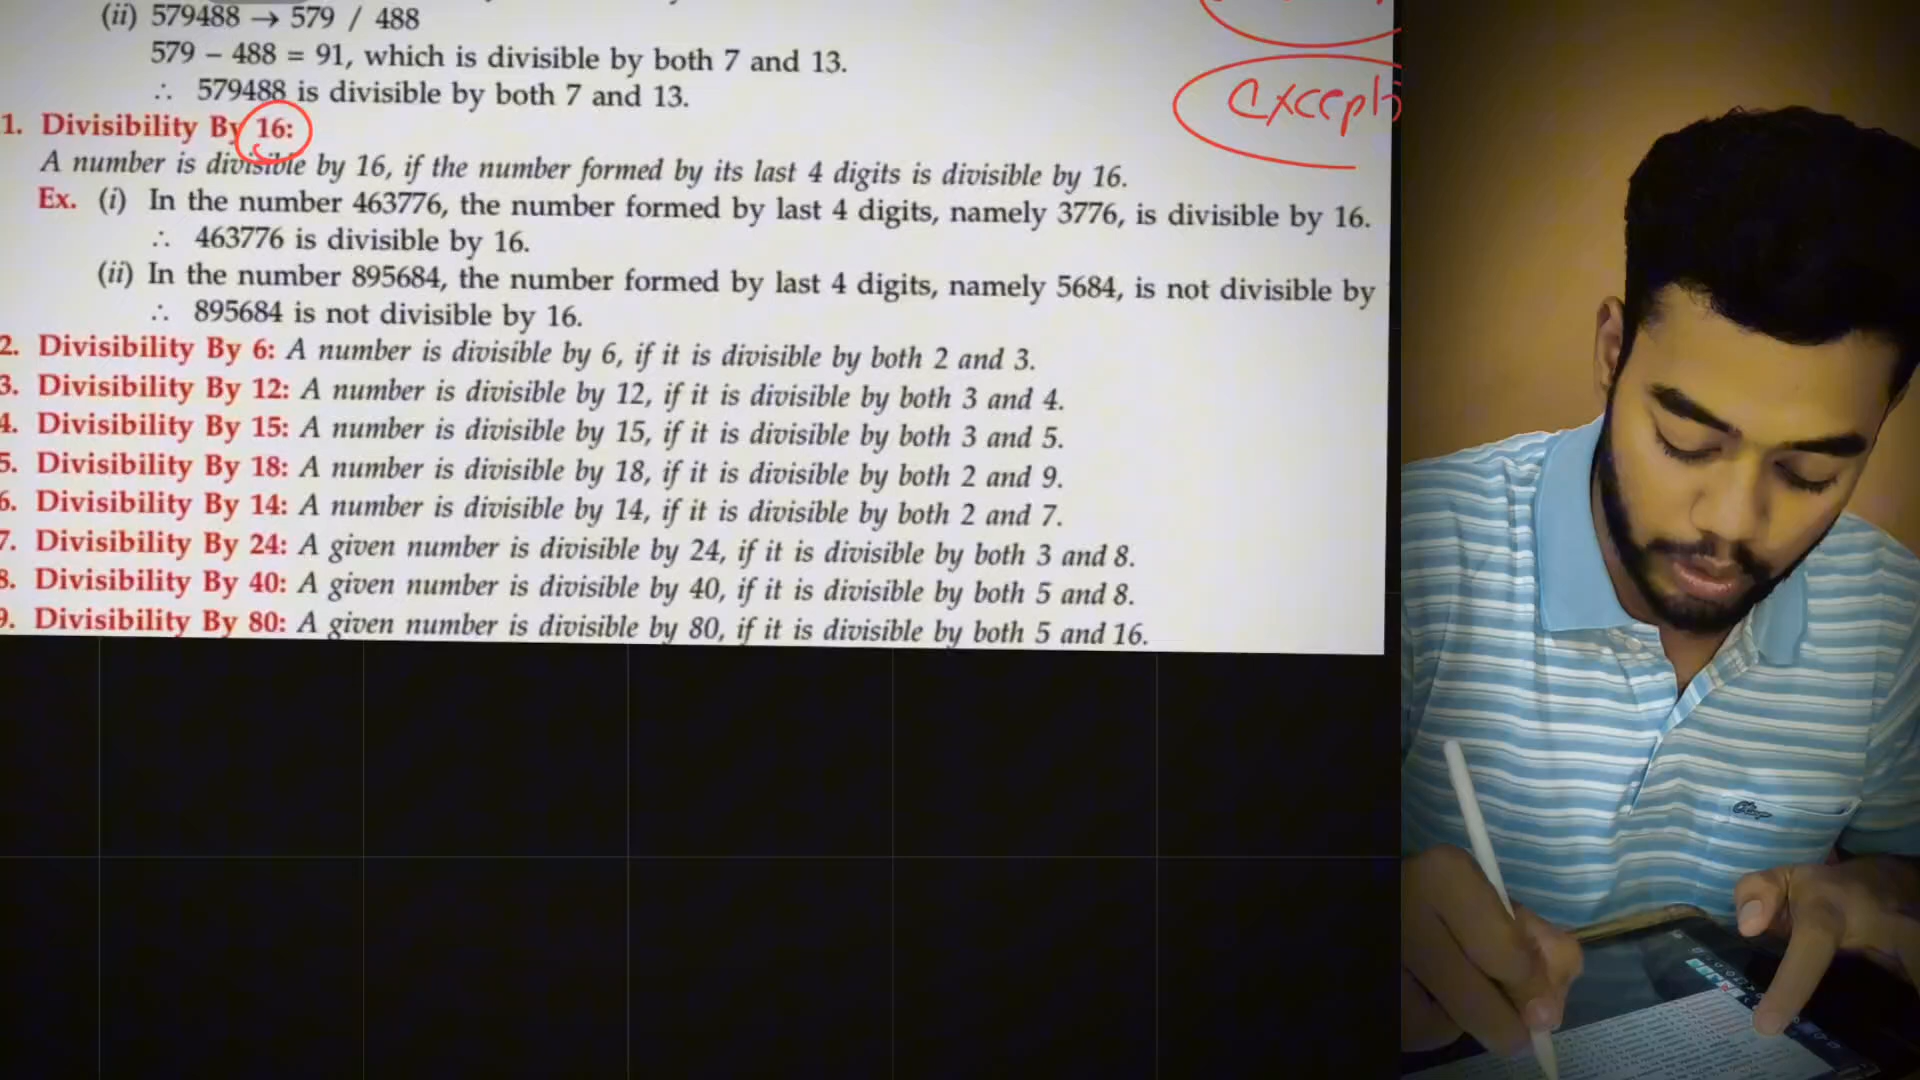 (ii) 579488 → 579 / 488
579 – 488 = 91, which is divisible by both 7 and 13.
∴ 579488 is divisible by both 7 and 13.
1. Divisibility By 16:
A number is divisible by 16, if the number formed by its last 4 digits is divisible by 16.
Ex. (i) In the number 463776, the number formed by last 4 digits, namely 3776, is divisible by 16.
∴ 463776 is divisible by 16.
(ii) In the number 895684, the number formed by last 4 digits, namely 5684, is not divisible by
∴ 895684 is not divisible by 16.
2. Divisibility By 6: A number is divisible by 6, if it is divisible by both 2 and 3.
3. Divisibility By 12: A number is divisible by 12, if it is divisible by both 3 and 4.
4. Divisibility By 15: A number is divisible by 15, if it is divisible by both 3 and 5.
5. Divisibility By 18: A number is divisible by 18, if it is divisible by both 2 and 9.
6. Divisibility By 14: A number is divisible by 14, if it is divisible by both 2 and 7.
7. Divisibility By 24: A given number is divisible by 24, if it is divisible by both 3 and 8.
8. Divisibility By 40: A given number is divisible by 40, if it is divisible by both 5 and 8.
9. Divisibility By 80: A given number is divisible by 80, if it is divisible by both 5 and 16.